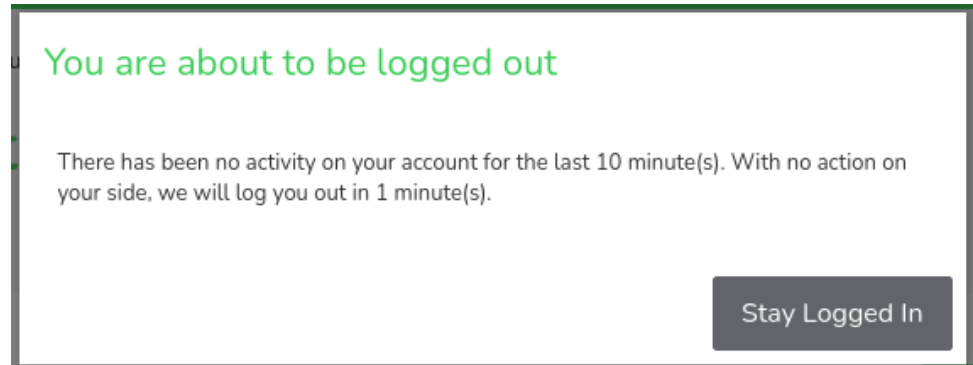 You are about to be logged out
There has been no activity on your account for the last 10 minute(s). With no action on
your side, we will log you out in 1 minute(s).
Stay Logged In